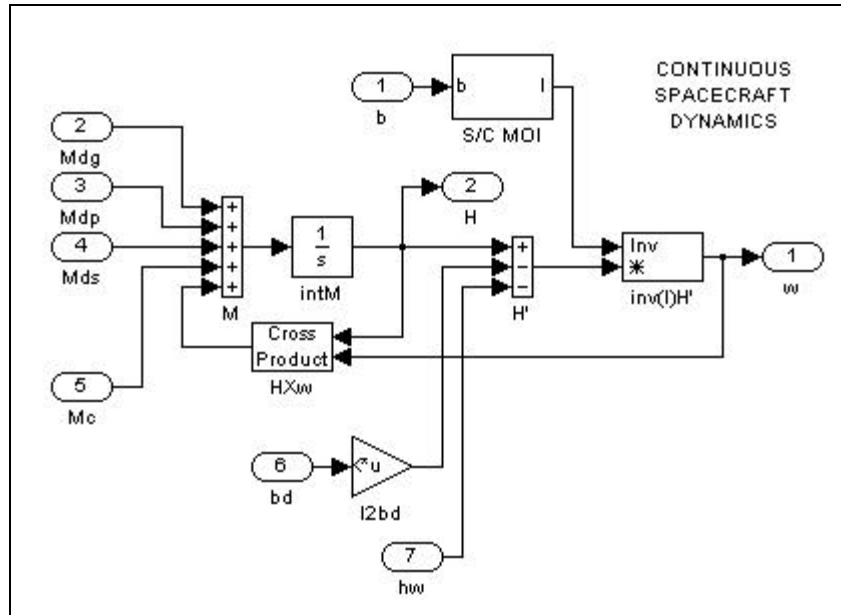 1
b
b
I
S/C MOI
CONTINUOUS
SPACECRAFT
DYNAMICS
2
Mdg
3
Mdp
4
Mds
5
Mc
+
+
+
+
+
M
1
s
intM
2
H
+
−
−
H'
Inv
*
inv(I)H'
1
w
Cross
Product
HXw
6
bd
u
I2bd
7
hw